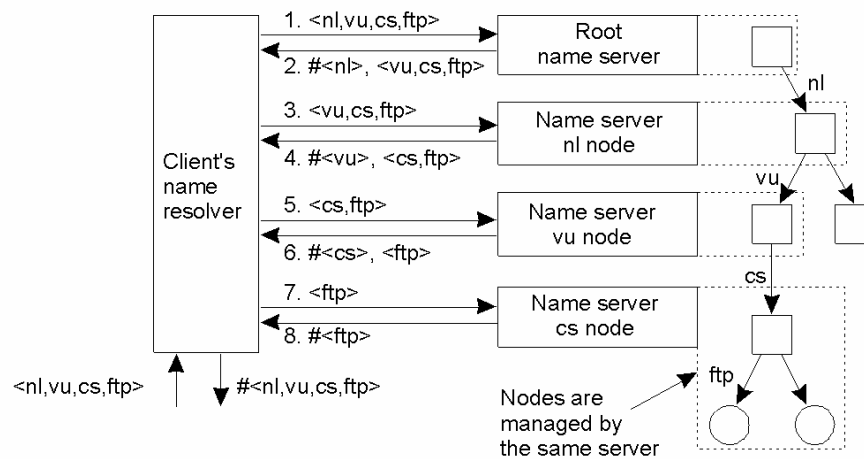 1. <nl,vu,cs,ftp>
Root
name server
2. #<nl>, <vu,cs,ftp>
nl
3. <vu,cs,ftp>
Name server
nl node
4. #<vu>, <cs,ftp>
Client's
name
resolver
vu
5. <cs,ftp>
Name server
vu node
6. #<cs>, <ftp>
cs
7. <ftp>
Name server
cs node
8. #<ftp>
<nl,vu,cs,ftp>
#<nl,vu,cs,ftp>
ftp
Nodes are
managed by
the same server